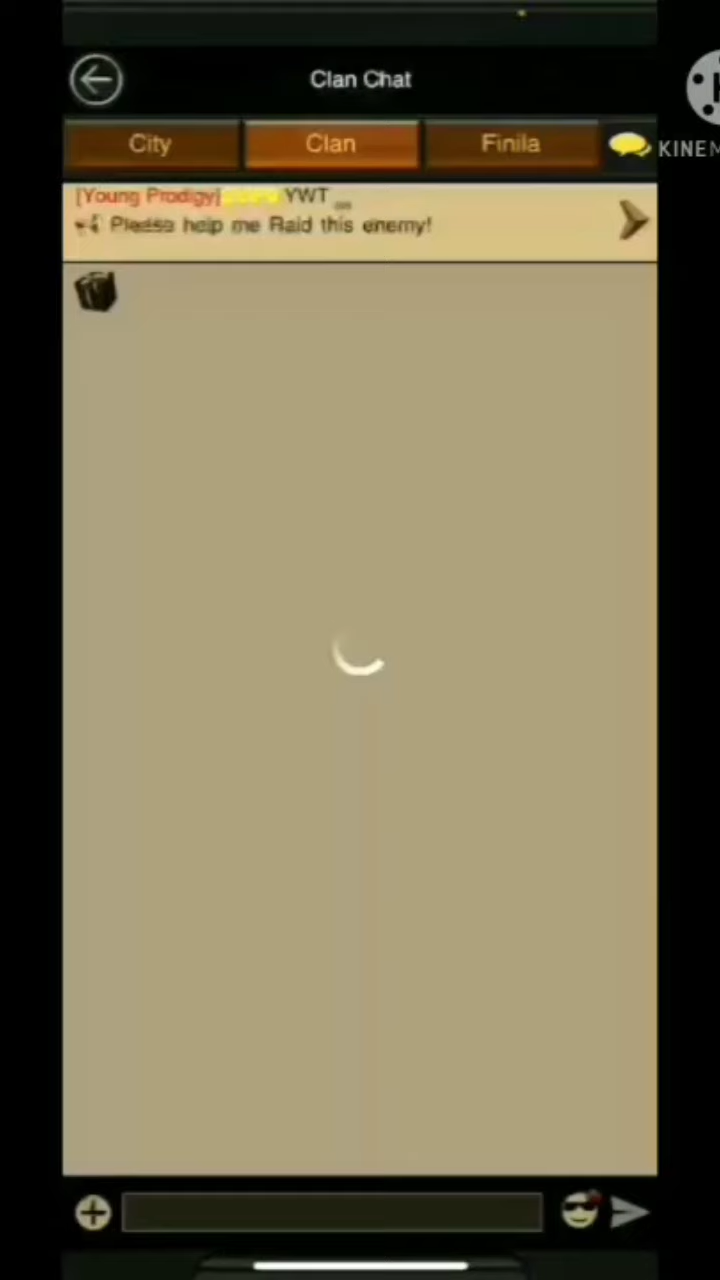 Clan Chat
City
Clan
Finila
KINEM
[Young Prodigy] YWT
Please help me Raid this enemy!